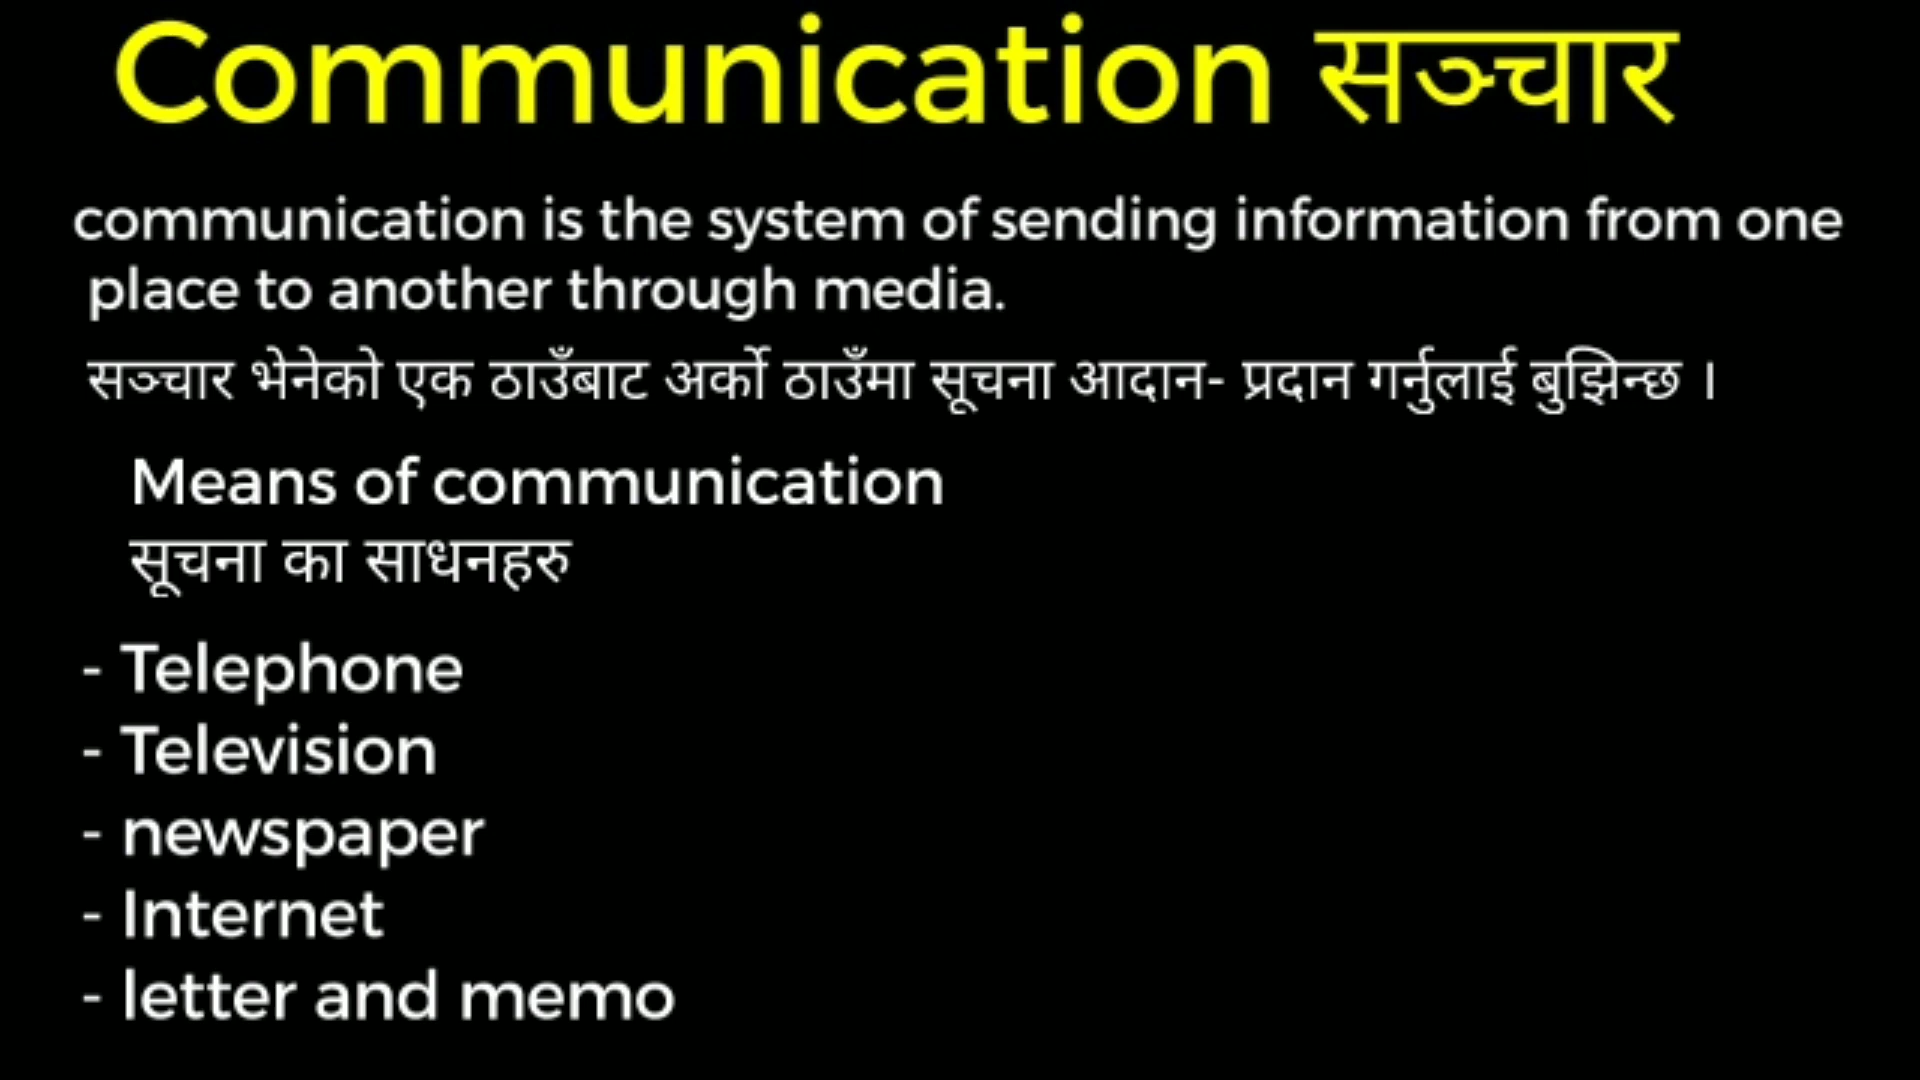 Communication सञ्चार
communication is the system of sending information from one
place to another through media.
सञ्चार भेनेको एक ठाउँबाट अर्को ठाउँमा सूचना आदान- प्रदान गर्नुलाई बुझिन्छ ।
Means of communication
सूचना का साधनहरु
- Telephone
- Television
- newspaper
- Internet
- letter and memo